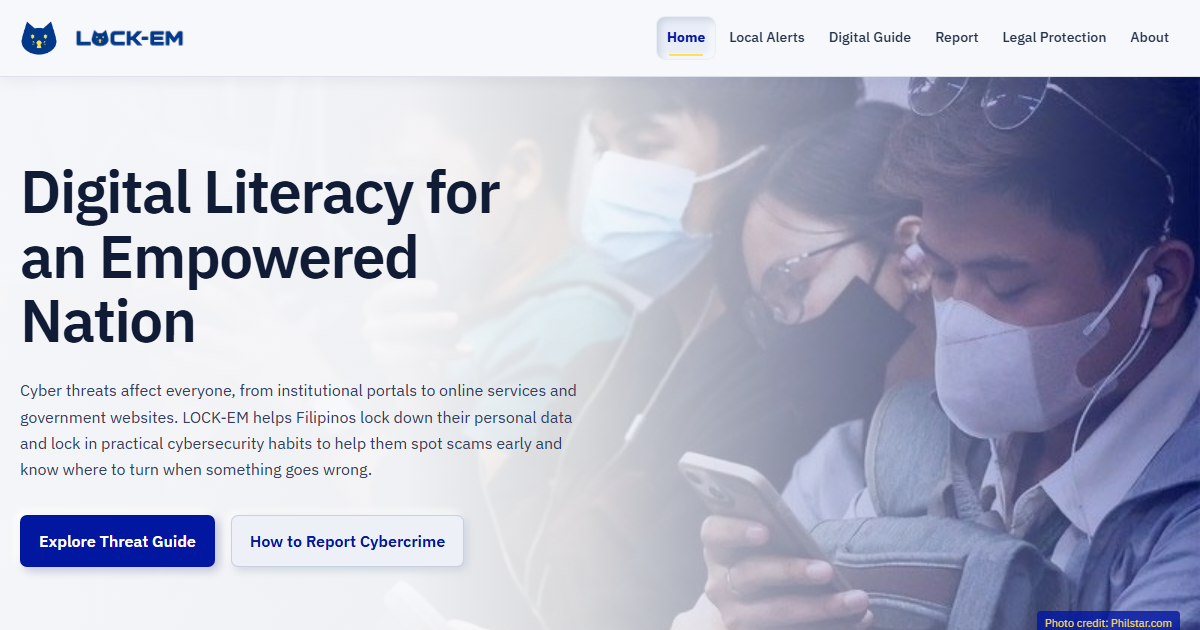 LOCK-EM
Home
Local Alerts
Digital Guide
Report
Legal Protection
About
Digital Literacy for
an Empowered
Nation
Cyber threats affect everyone, from institutional portals to online services and
government websites. LOCK-EM helps Filipinos lock down their personal data
and lock in practical cybersecurity habits to help them spot scams early and
know where to turn when something goes wrong.
Explore Threat Guide
How to Report Cybercrime
Photo credit: Philstar.com